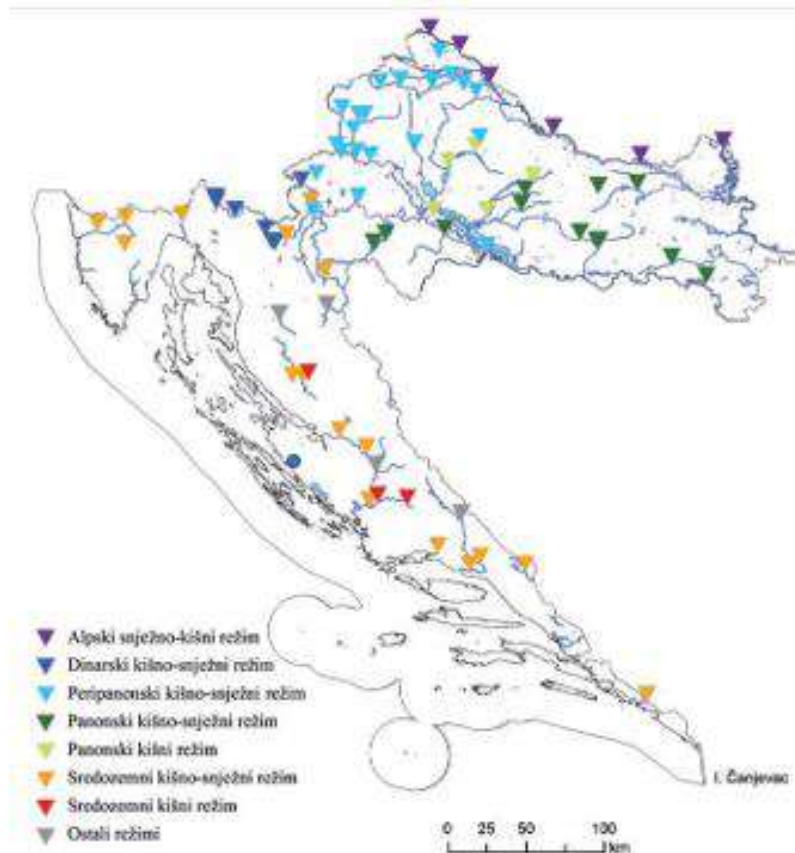 Alpski snježno-kišni režim
Dinarski kišno-snježni režim
Peripanonski kišno-snježni režim
Panonski kišno-snježni režim
Panonski kišni režim
Sredozemni kišno-snježni režim
Sredozemni kišni režim
Ostali režimi
I. Čanjevac
0 25 50 100
km